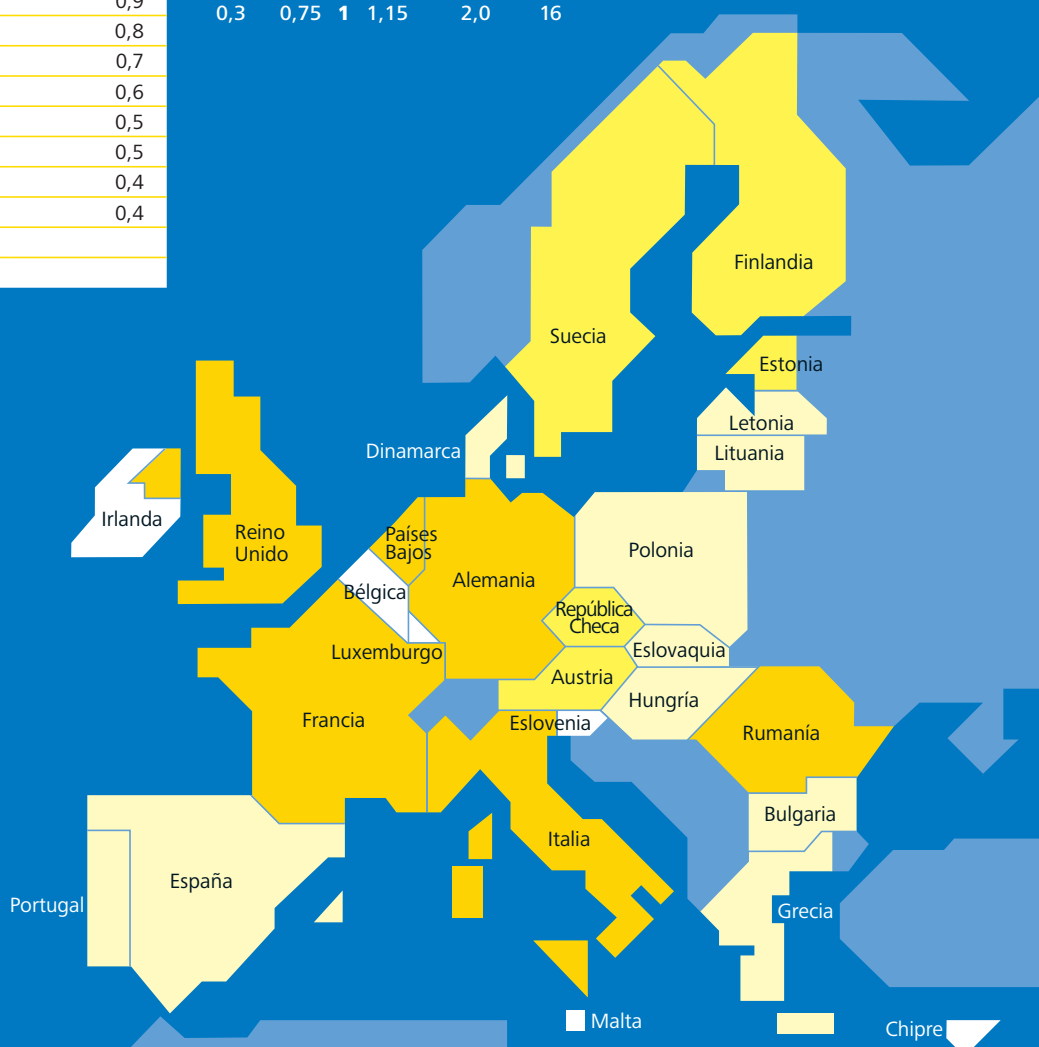 0,9
0,8
0,7
0,6
0,5
0,5
0,4
0,4
0,3 0,75 1 1,15 2,0 16
Finlandia
Suecia
Estonia
Letonia
Dinamarca
Lituania
Irlanda
Reino
Unido
Países
Bajos
Polonia
Alemania
Bélgica
República
Checa
Luxemburgo
Eslovaquia
Austria
Hungría
Francia
Eslovenia
Rumanía
Bulgaria
Italia
España
Portugal
Grecia
Malta
Chipre